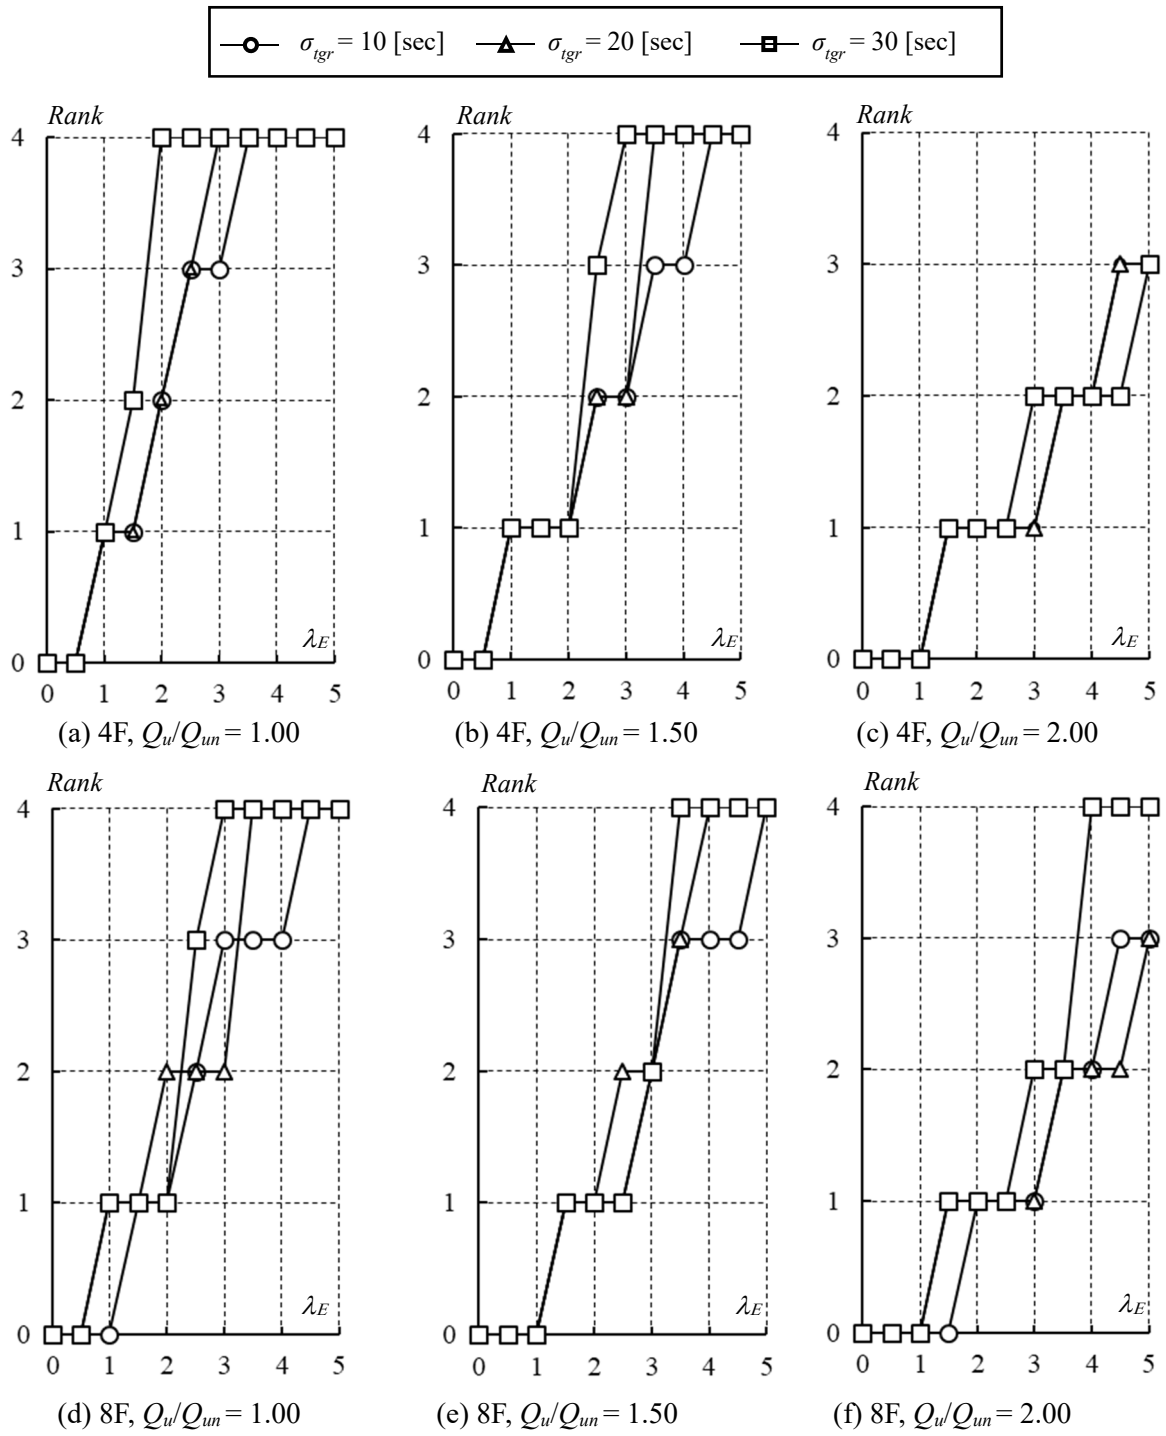 σtgr = 10 [sec] σtgr = 20 [sec] σtgr = 30 [sec]
Rank Rank Rank
4 4 4
3 3 3
2 2 2
1 1 1
λE λE λE
0 0 0
0 1 2 3 4 5 0 1 2 3 4 5 0 1 2 3 4 5
(a) 4F, Qu/Qun = 1.00 (b) 4F, Qu/Qun = 1.50 (c) 4F, Qu/Qun = 2.00
Rank Rank Rank
4 4 4
3 3 3
2 2 2
1 1 1
λE λE λE
0 0 0
0 1 2 3 4 5 0 1 2 3 4 5 0 1 2 3 4 5
(d) 8F, Qu/Qun = 1.00 (e) 8F, Qu/Qun = 1.50 (f) 8F, Qu/Qun = 2.00